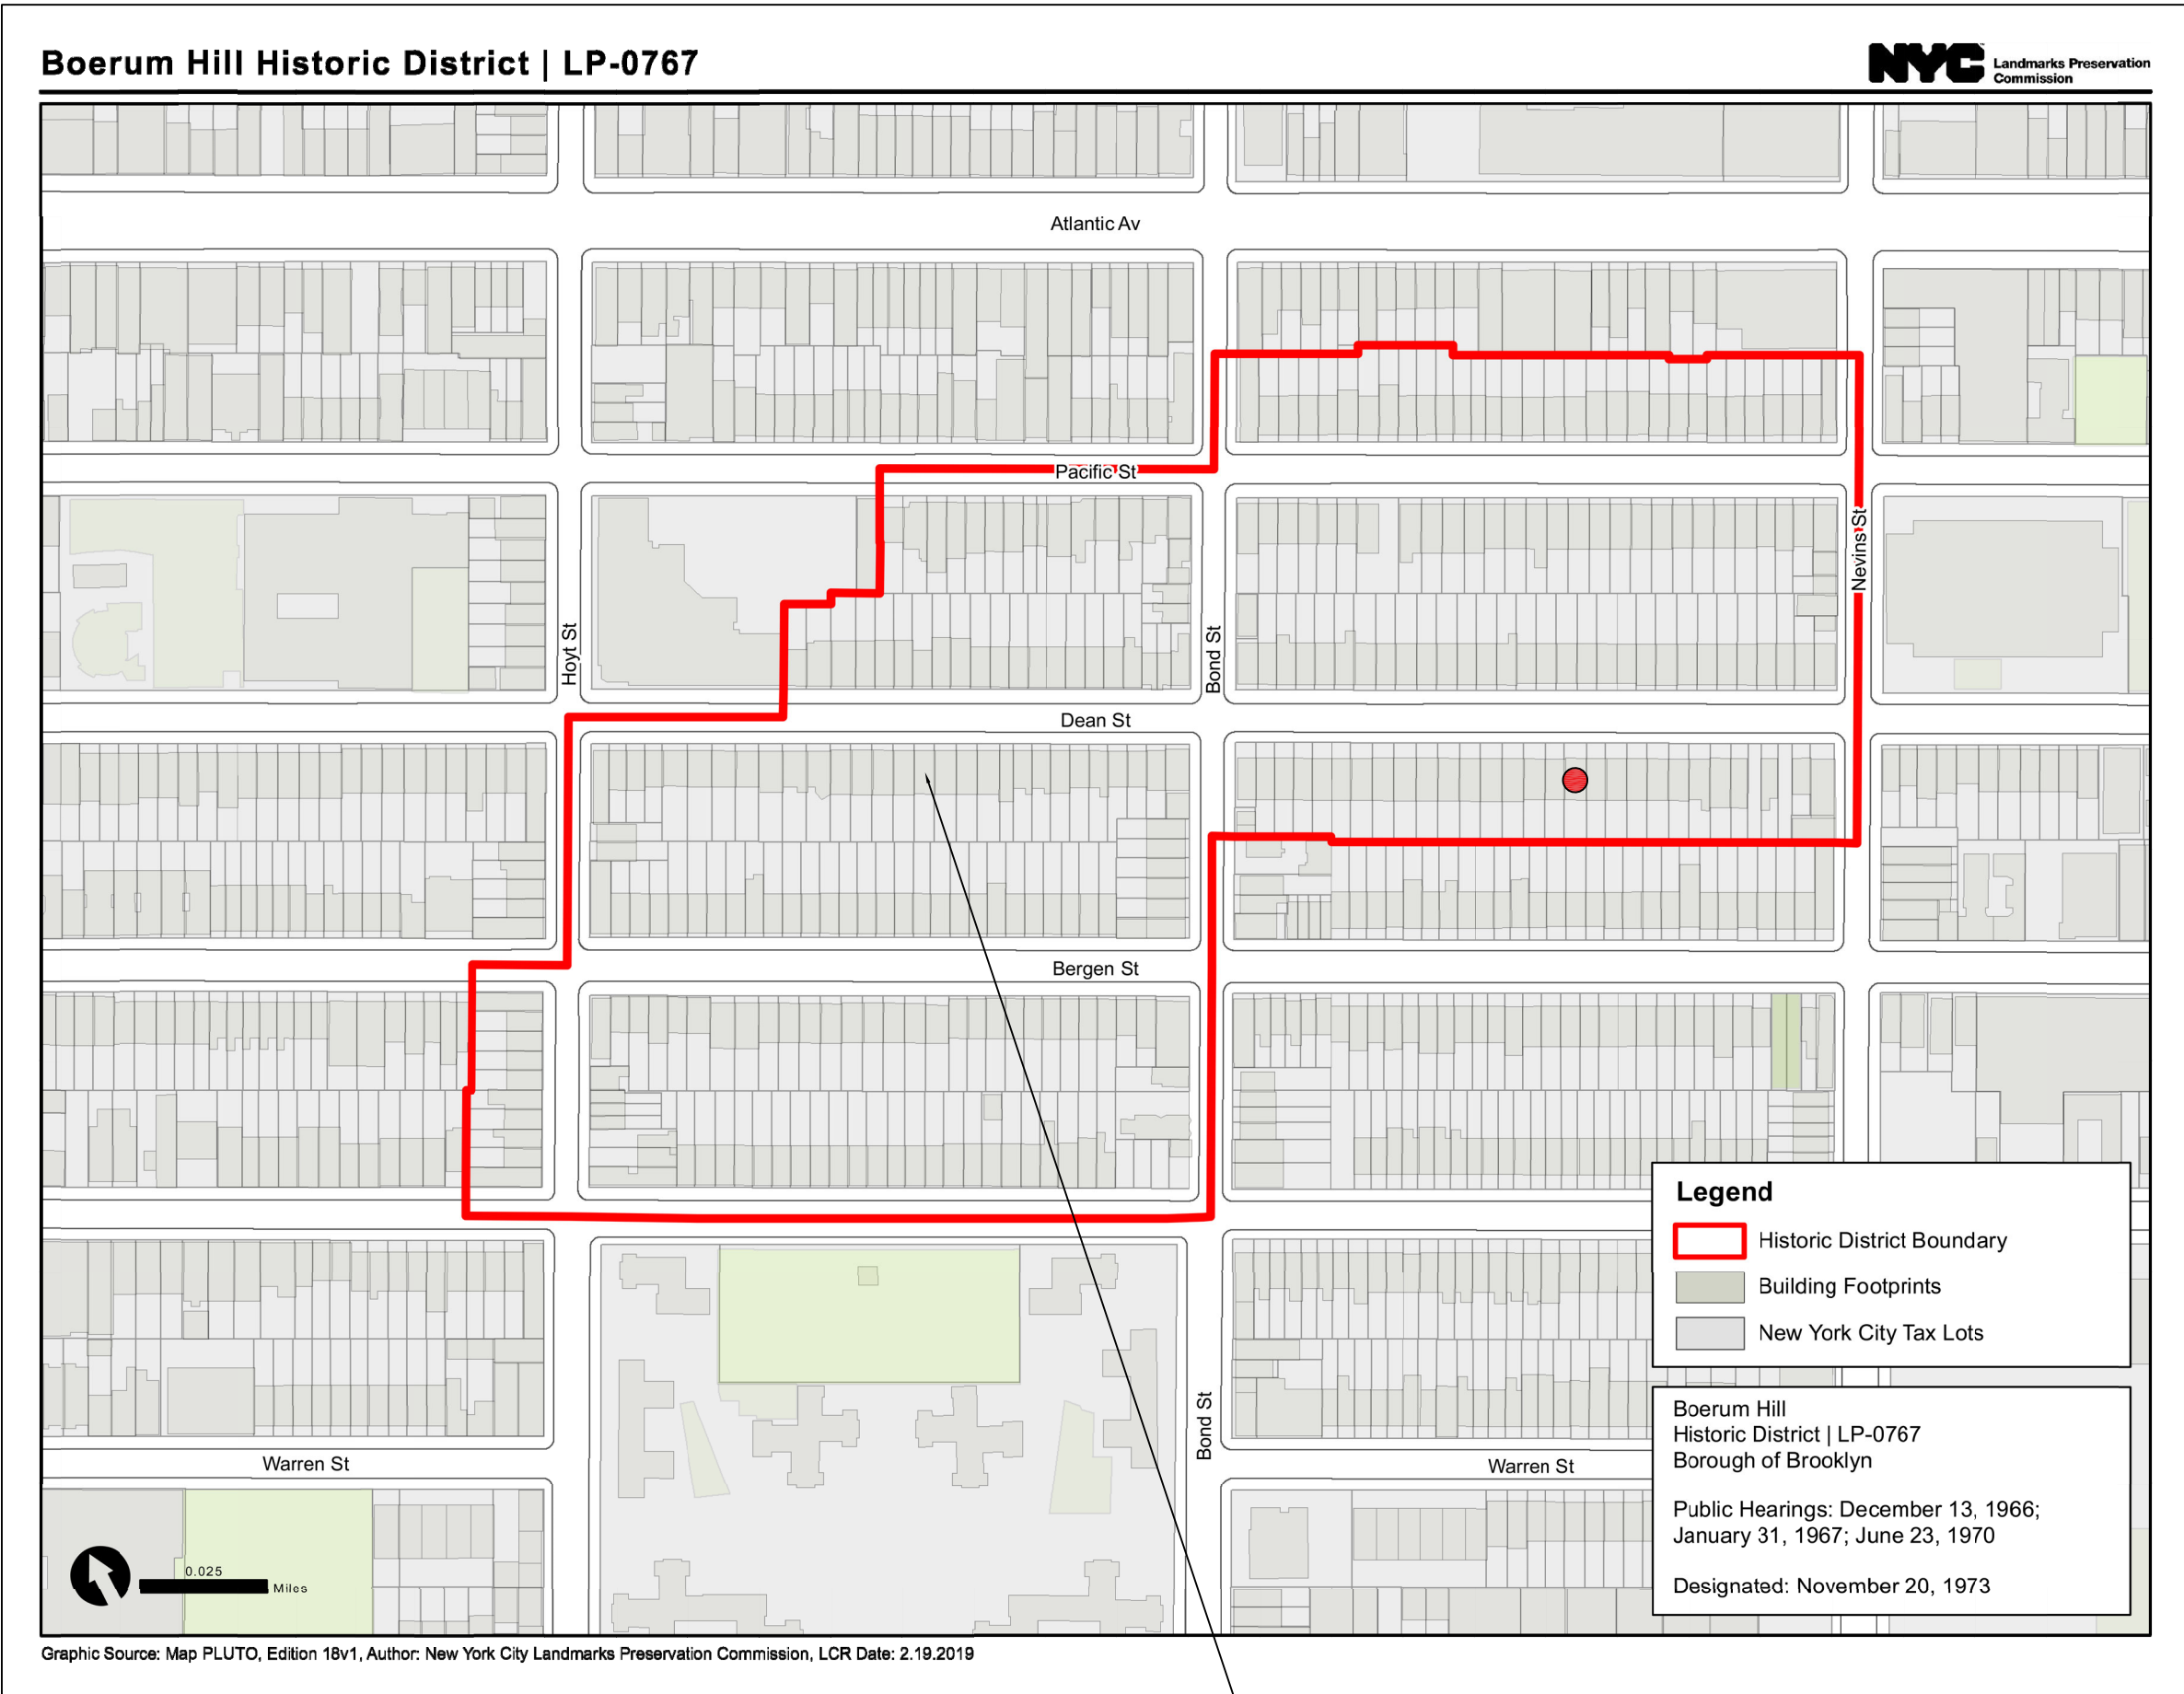 Boerum Hill Historic District | LP-0767
NYC
Landmarks Preservation
Commission
Atlantic Av
Pacific St
Nevins St
Hoyt St
Bond St
Dean St
Bergen St
Legend
Historic District Boundary
Building Footprints
New York City Tax Lots
Bond St
Boerum Hill
Historic District | LP-0767
Borough of Brooklyn
Public Hearings: December 13, 1966;
January 31, 1967; June 23, 1970
Designated: November 20, 1973
Warren St
Warren St
0.025
Miles
Graphic Source: Map PLUTO, Edition 18v1, Author: New York City Landmarks Preservation Commission, LCR Date: 2.19.2019